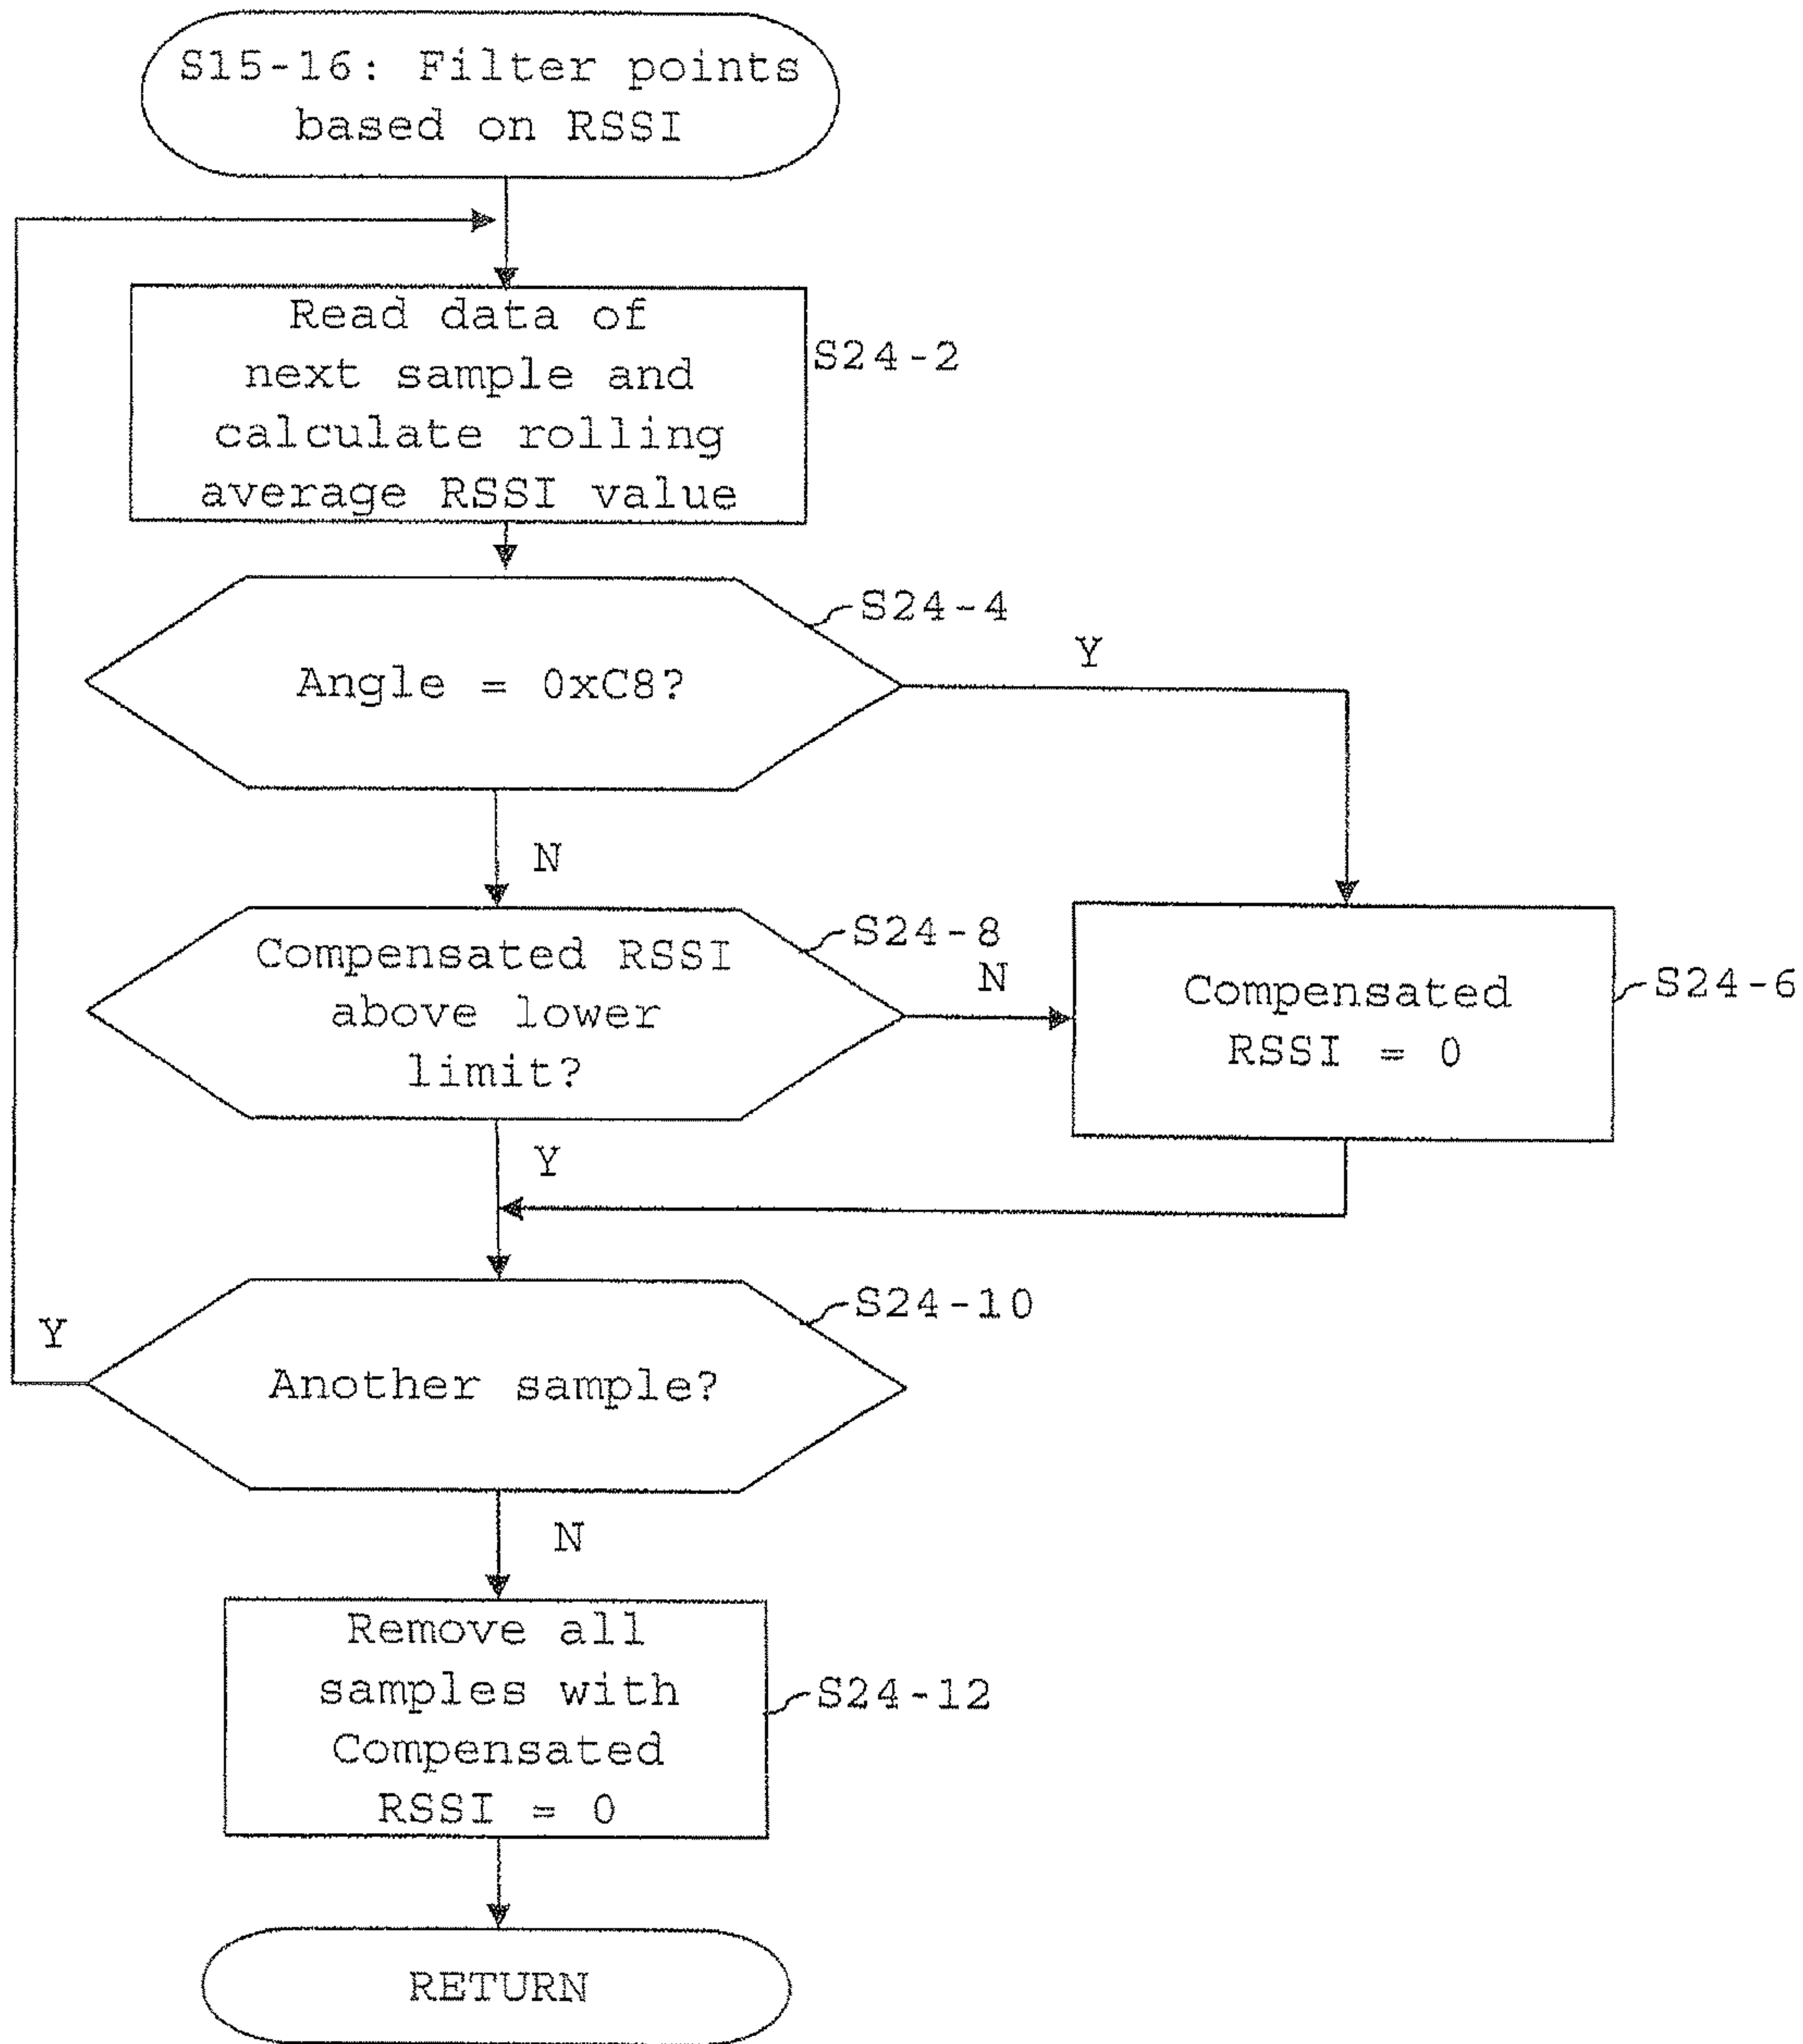 S15-16: Filter points
based on RSSI
Read data of
next sample and
calculate rolling
average RSSI value
S24-2
Angle = 0xC8?
S24-4
Y
N
Compensated RSSI
above lower
limit?
S24-8
N
Compensated
RSSI = 0
S24-6
Y
Another sample?
S24-10
Y
N
Remove all
samples with
Compensated
RSSI = 0
S24-12
RETURN